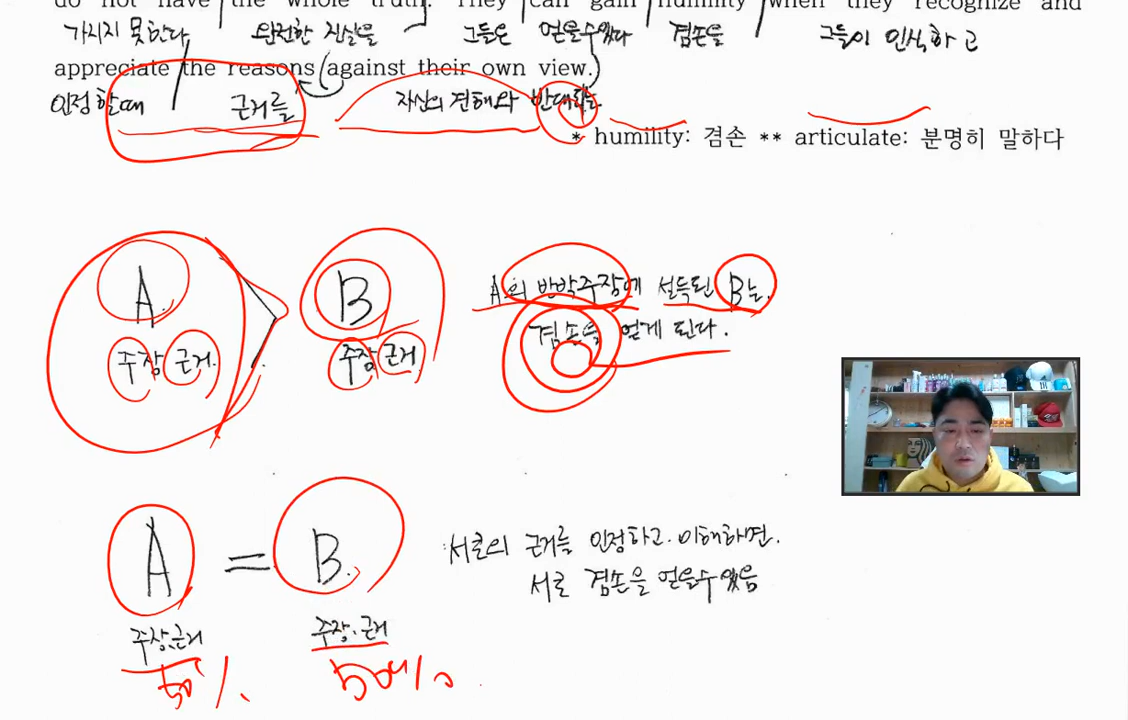 do not have the whole truth. They can gain humility when they recognize and
가지지 못한다 완전한 진실을 그들은 얻을수있다 겸손을 그들이 인식하고
appreciate the reasons against their own view.
인정할때 근거를 자신의 견해와 반대하는
* humility: 겸손 ** articulate: 분명히 말하다
A B A의 반박주장에 설득된 B는
주장 근거 주장 근거 겸손을 얻게 된다.
A = B 서로의 근거를 인정하고 이해하면.
서로 겸손을 얻을수있음
주장.근거 주장.근거
50% 50%